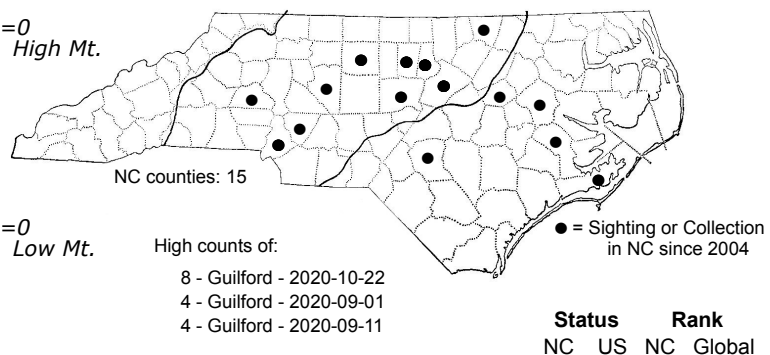 =0
High Mt.
NC counties: 15
=0
Low Mt.
High counts of:
8 - Guilford - 2020-10-22
4 - Guilford - 2020-09-01
4 - Guilford - 2020-09-11
● = Sighting or Collection
in NC since 2004
Status Rank
NC US NC Global